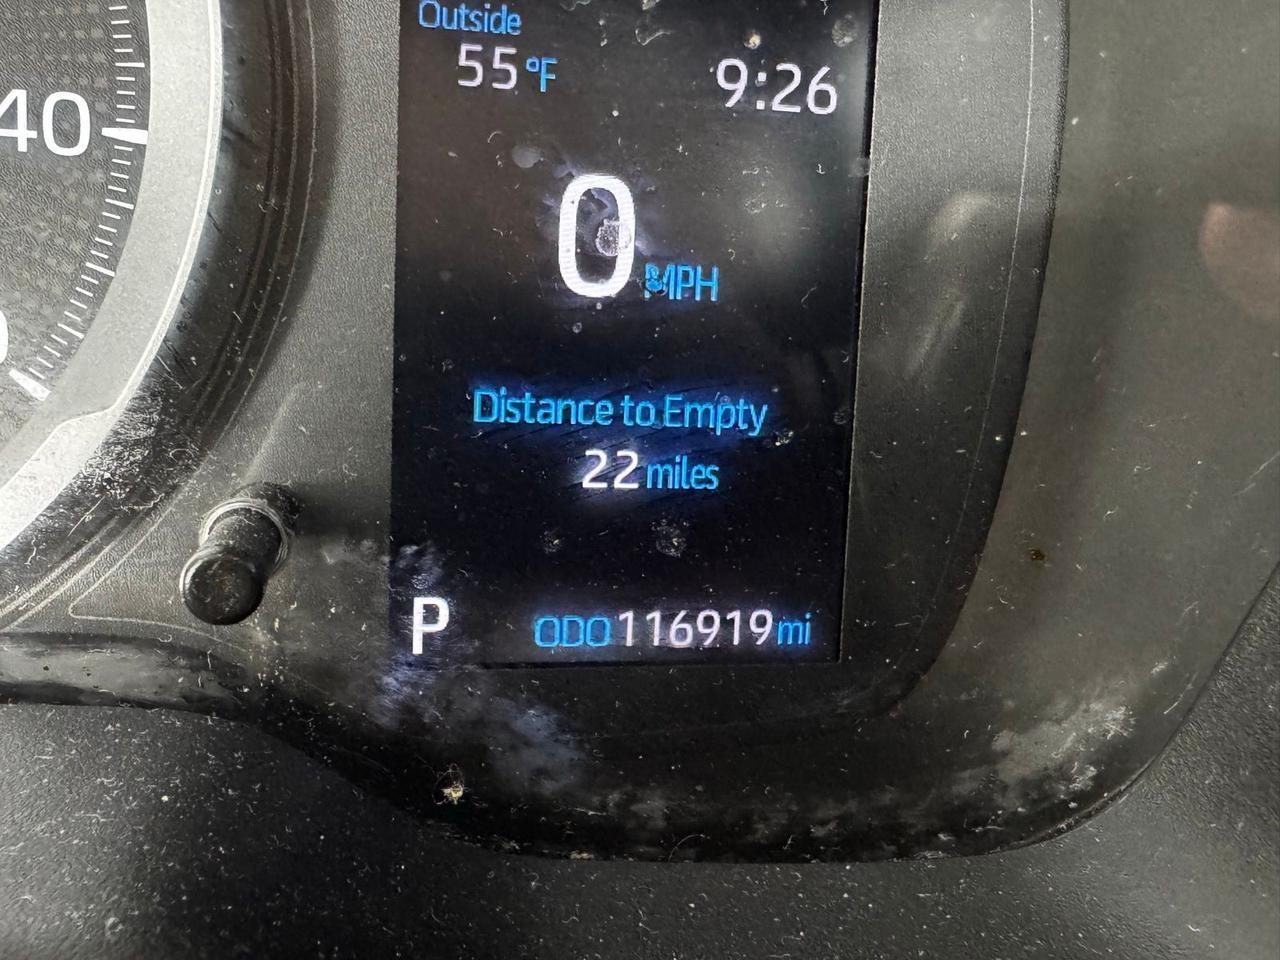 Outside
55°F 9:26
40
0 MPH
Distance to Empty
22 miles
P ODO 116919 mi